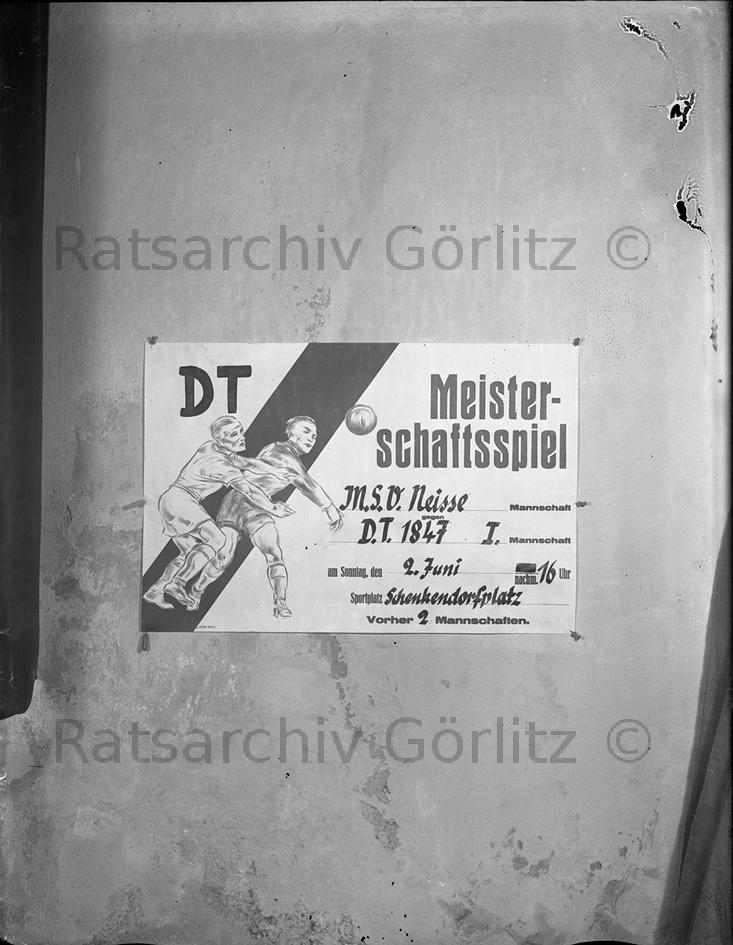 Ratsarchiv Görlitz ©
DT
Meister-
schaftsspiel
M.S.V. Neisse Mannschaft
gegen
D.T. 1847 I. Mannschaft
am Sonntag, den 2. Juni nachm. 16 Uhr
Sportplatz Schenkendorfplatz
Vorher 2 Mannschaften.
Ratsarchiv Görlitz ©